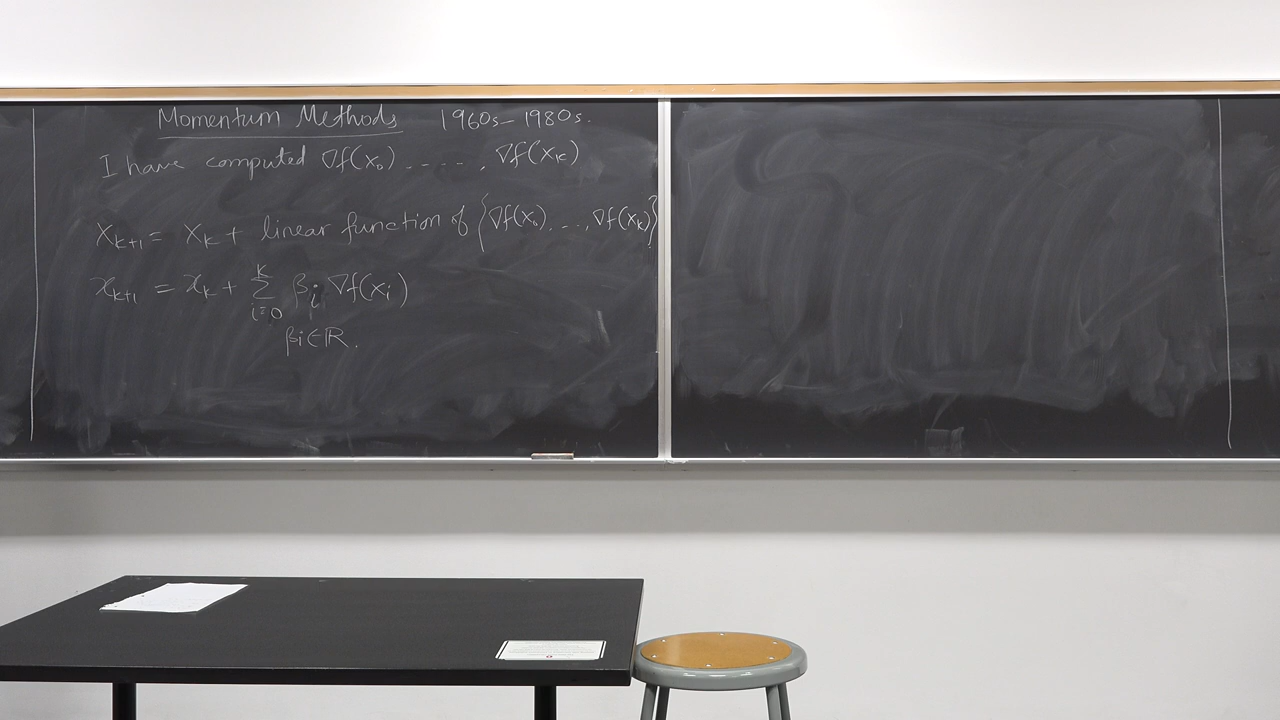 Momentum Methods 1960s – 1980s.
I have computed ∇f(x₀) ....., ∇f(xₖ)
xₖ₊₁ = xₖ + linear function of {∇f(x₀), ..., ∇f(xₖ)}
xₖ₊₁ = xₖ + ∑ᵢ₌₀ᵏ βᵢ ∇f(xᵢ)
βi ∈ ℝ.